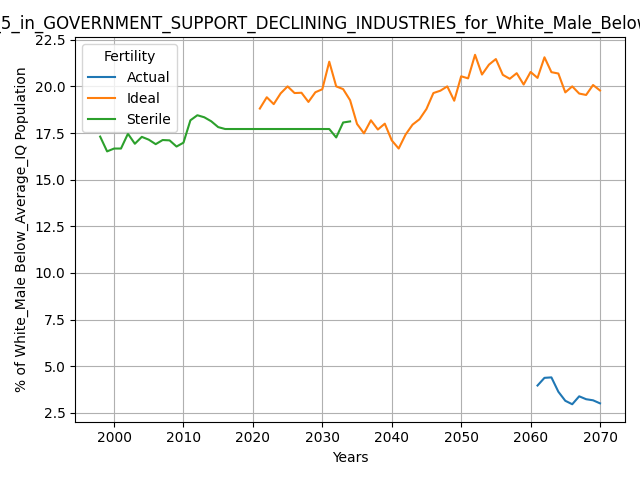 _5_in_GOVERNMENT_SUPPORT_DECLINING_INDUSTRIES_for_White_Male_Below
22.5
20.0
17.5
15.0
12.5
10.0
7.5
5.0
2.5
% of White_Male Below_Average_IQ Population
Fertility
Actual
Ideal
Sterile
2000 2010 2020 2030 2040 2050 2060 2070
Years